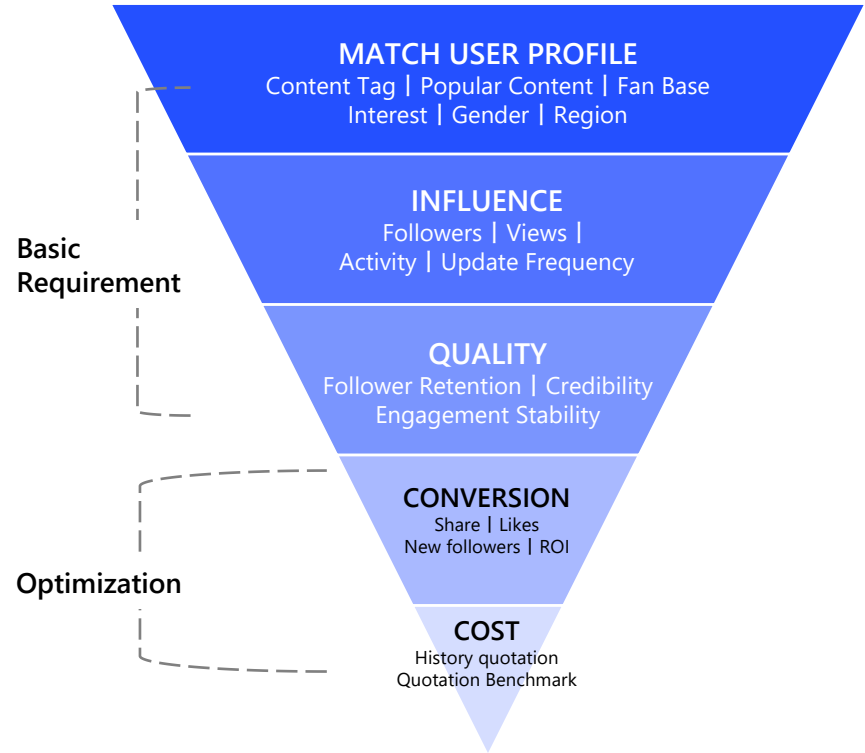 MATCH USER PROFILE
Content Tag | Popular Content | Fan Base
Interest | Gender | Region
INFLUENCE
Followers | Views |
Activity | Update Frequency
Basic
Requirement
QUALITY
Follower Retention | Credibility
Engagement Stability
CONVERSION
Share | Likes
New followers | ROI
Optimization
COST
History quotation
Quotation Benchmark